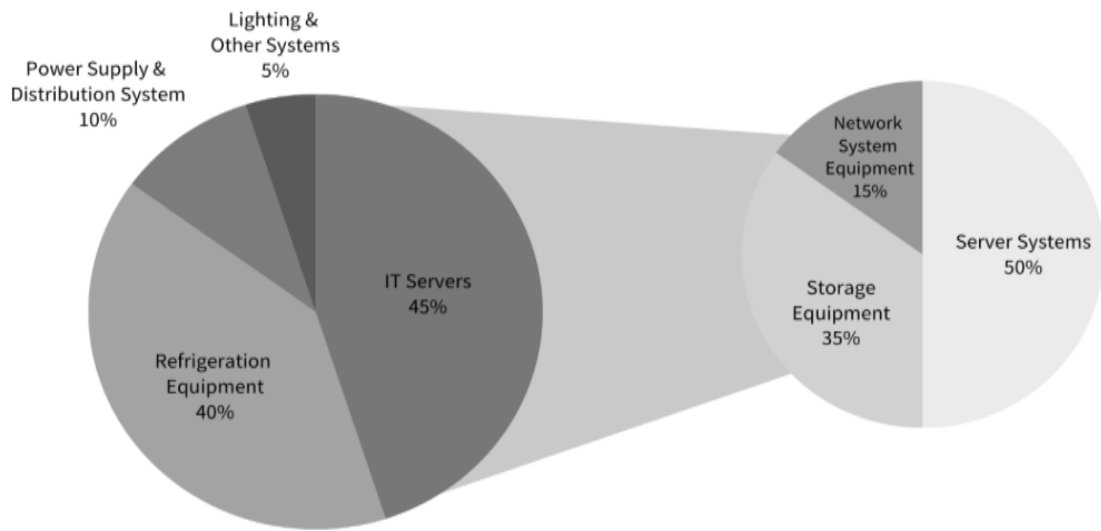 Lighting &
Other Systems
5%
Power Supply &
Distribution System
10%
IT Servers
45%
Refrigeration
Equipment
40%
Network
System
Equipment
15%
Server Systems
50%
Storage
Equipment
35%